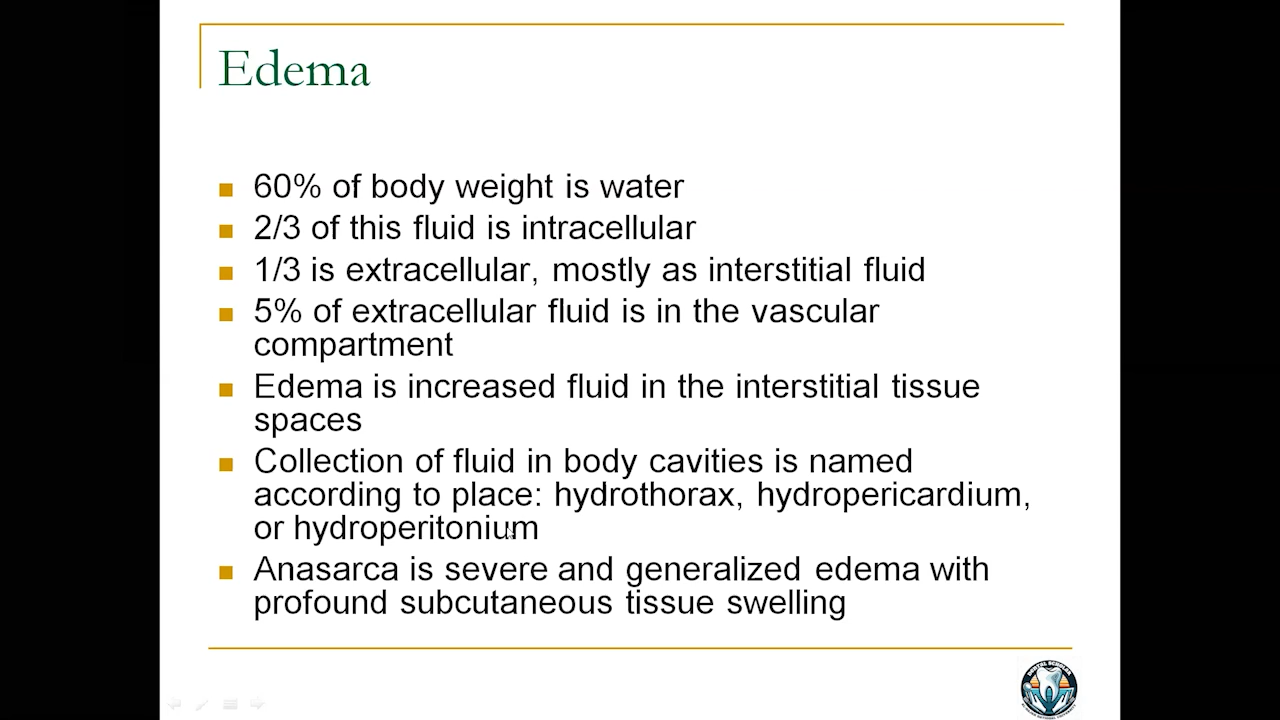 Edema
60% of body weight is water
2/3 of this fluid is intracellular
1/3 is extracellular, mostly as interstitial fluid
5% of extracellular fluid is in the vascular
compartment
Edema is increased fluid in the interstitial tissue
spaces
Collection of fluid in body cavities is named
according to place: hydrothorax, hydropericardium,
or hydroperitonium
Anasarca is severe and generalized edema with
profound subcutaneous tissue swelling